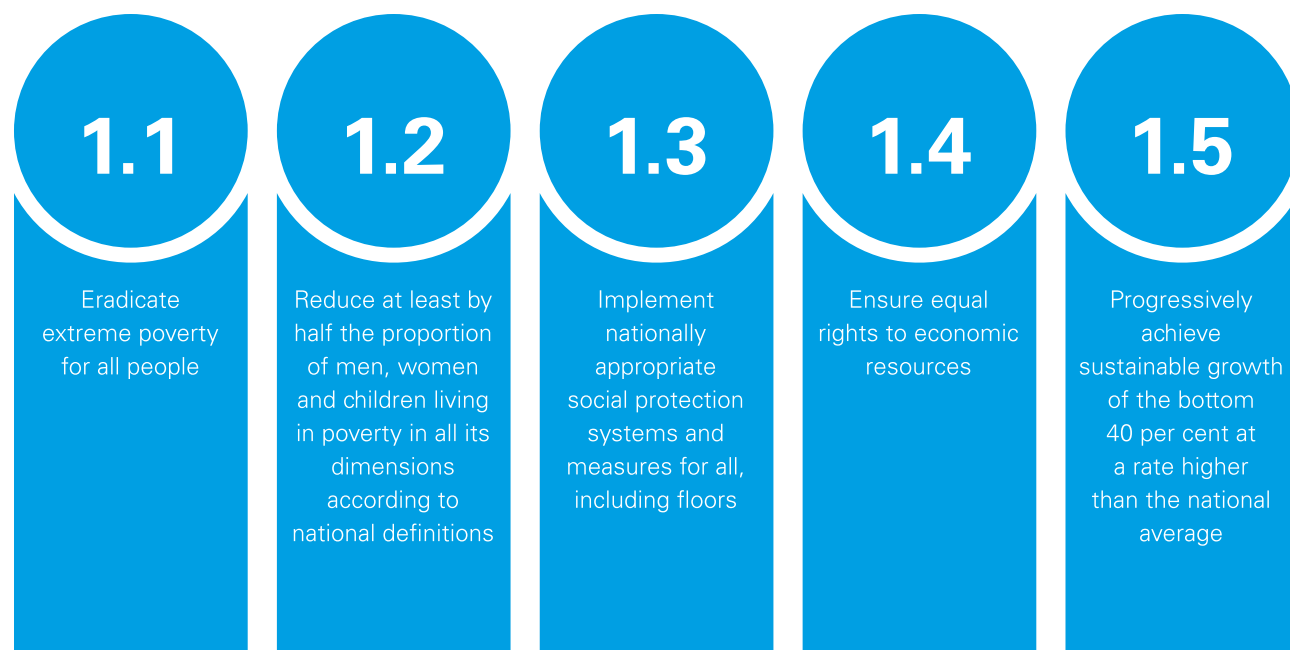 1.1
Eradicate
extreme poverty
for all people
1.2
Reduce at least by
half the proportion
of men, women
and children living
in poverty in all its
dimensions
according to
national definitions
1.3
Implement
nationally
appropriate
social protection
systems and
measures for all,
including floors
1.4
Ensure equal
rights to economic
resources
1.5
Progressively
achieve
sustainable growth
of the bottom
40 per cent at
a rate higher
than the national
average